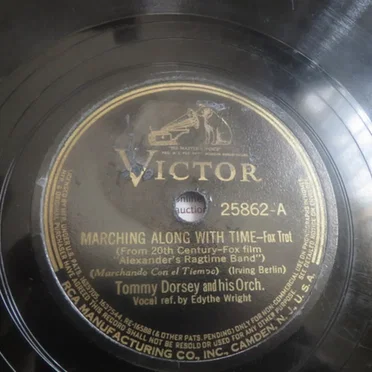 "HIS MASTER'S VOICE"
VICTOR
online
auction
25862-A
MARCHING ALONG WITH TIME-Fox Trot
(From 20th Century-Fox film
"Alexander's Ragtime Band")
(Marchando Con el Tiempo) (Irving Berlin)
Tommy Dorsey and his Orch.
Vocal ref. by Edythe Wright
RCA MANUFACTURING CO., INC., CAMDEN, N. J., U.S.A.